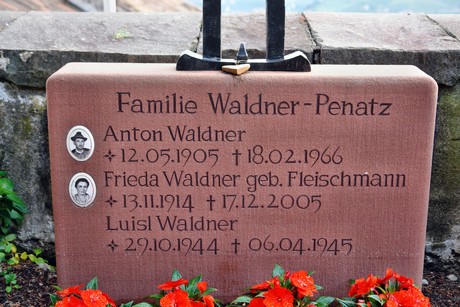 Familie Waldner-Penatz
Anton Waldner
✧ 12.05.1905 † 18.02.1966
Frieda Waldner geb. Fleischmann
✧ 13.11.1914 † 17.12.2005
Luisl Waldner
✧ 29.10.1944 † 06.04.1945